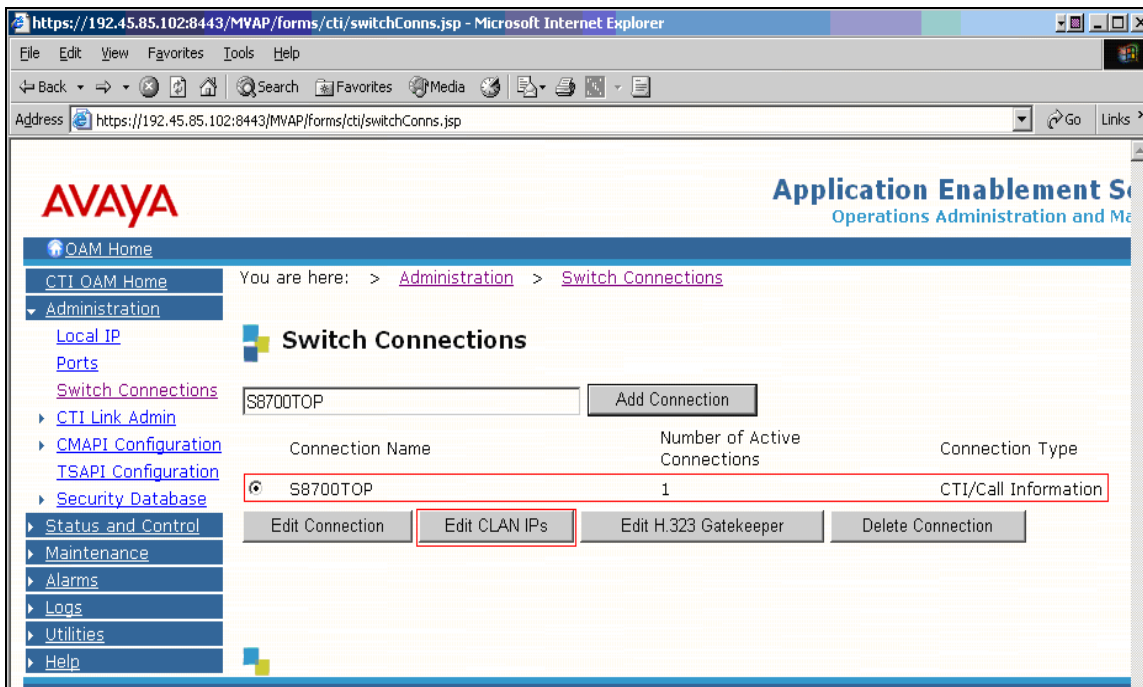 https://192.45.85.102:8443/MVAP/forms/cti/switchConns.jsp - Microsoft Internet Explorer
File Edit View Favorites Tools Help
Back Search Favorites Media
Address https://192.45.85.102:8443/MVAP/forms/cti/switchConns.jsp Go Links
AVAYA
Application Enablement Se
Operations Administration and Ma
OAM Home
CTI OAM Home
You are here: > Administration > Switch Connections
Administration
Local IP
Ports
Switch Connections
CTI Link Admin
CMAPI Configuration
TSAPI Configuration
Security Database
Status and Control
Maintenance
Alarms
Logs
Utilities
Help
Switch Connections
S8700TOP Add Connection
Connection Name Number of Active Connections Connection Type
S8700TOP 1 CTI/Call Information
Edit Connection Edit CLAN IPs Edit H.323 Gatekeeper Delete Connection